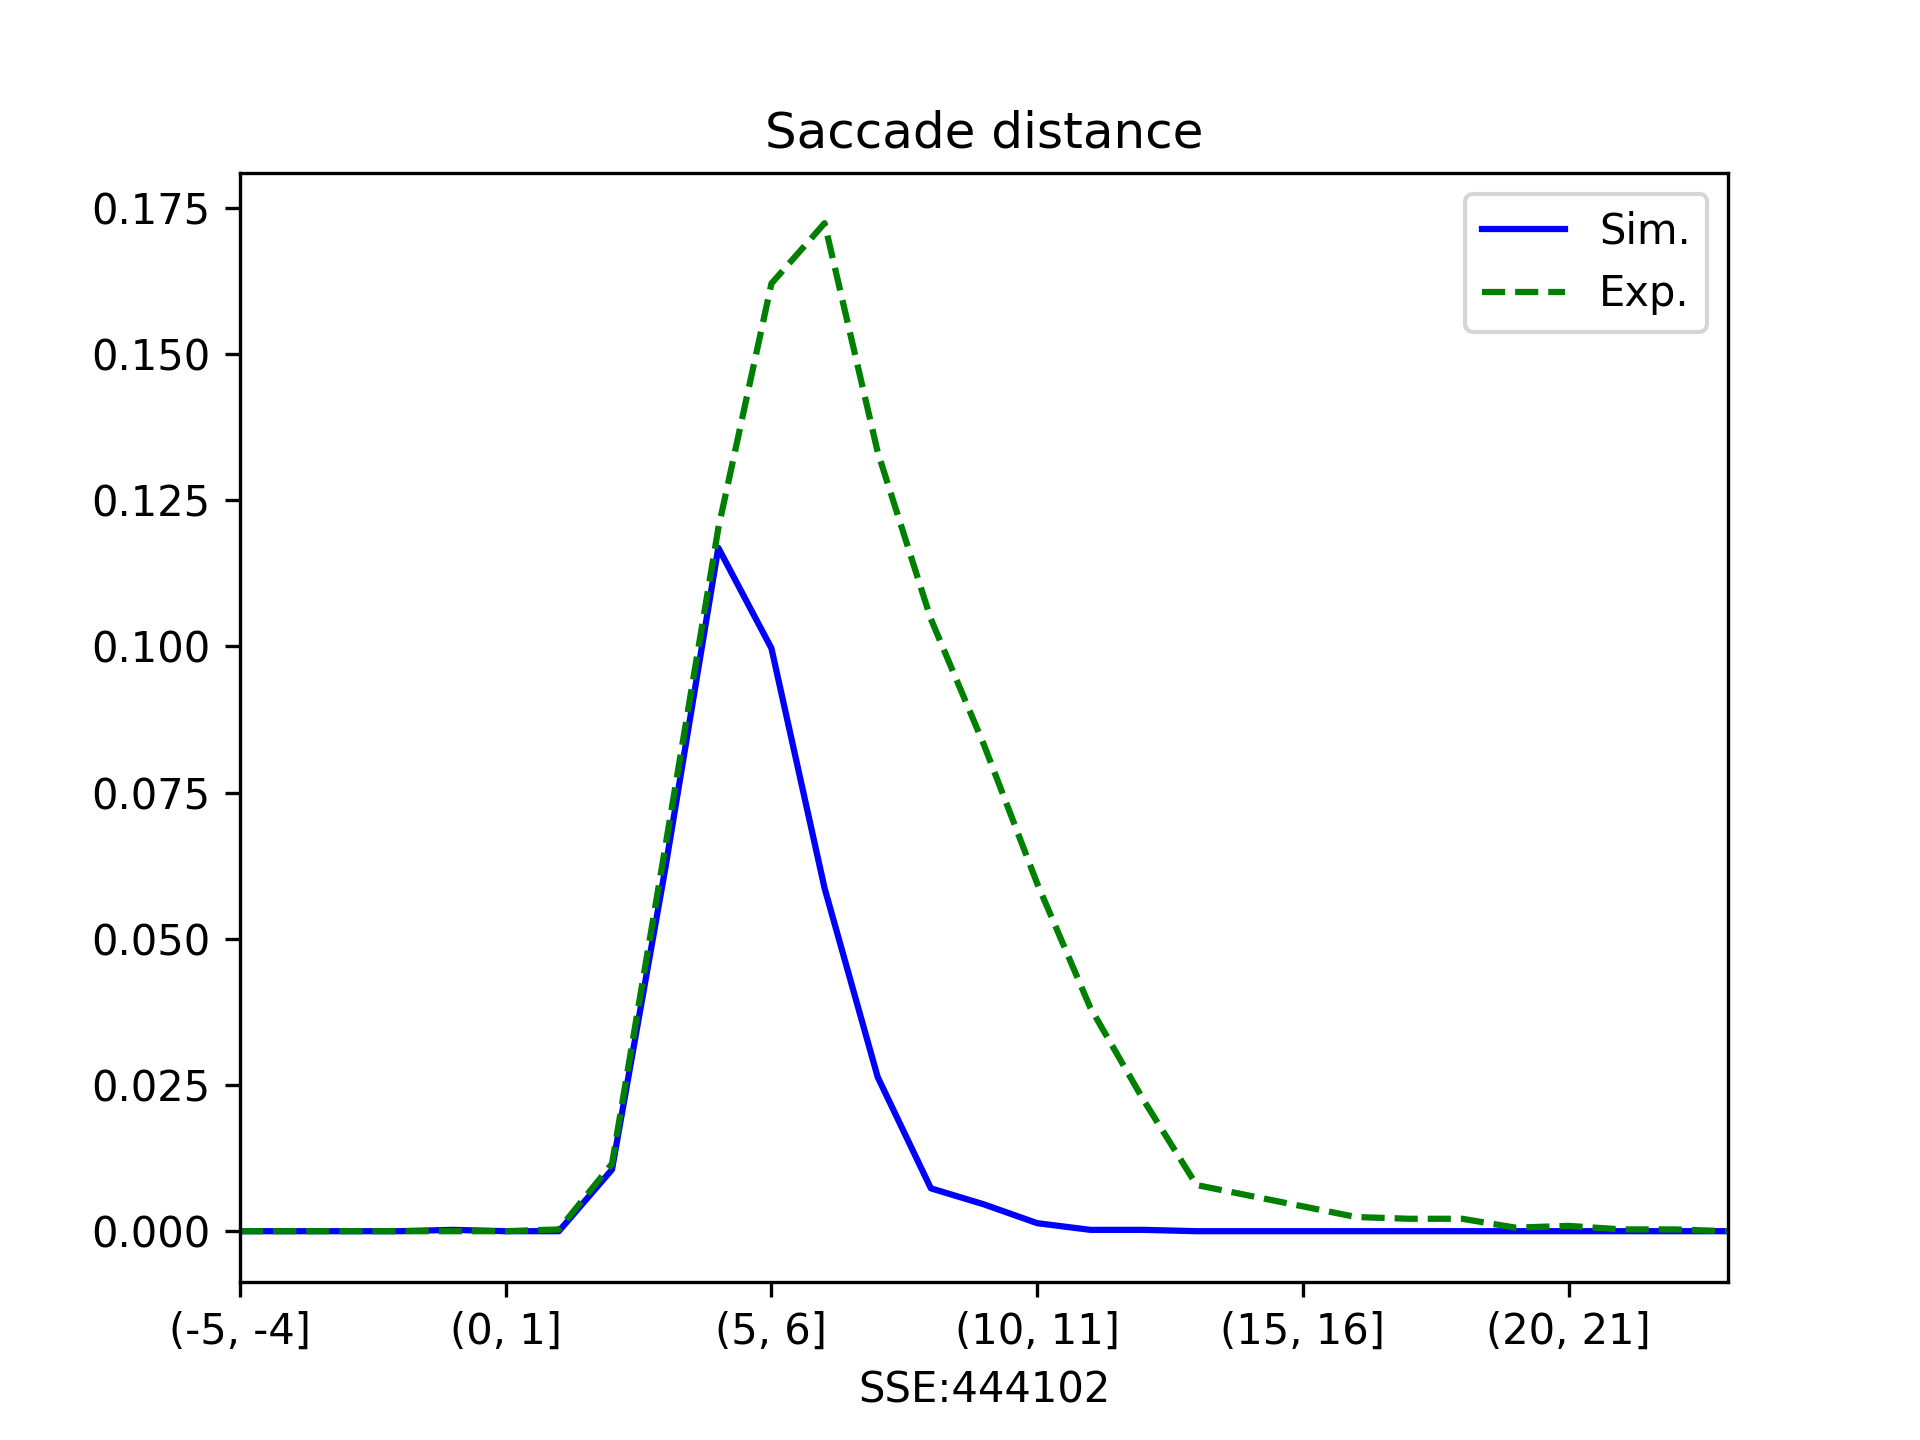 Saccade distance
0.175
0.150
0.125
0.100
0.075
0.050
0.025
0.000
Sim.
Exp.
(-5, -4] (0, 1] (5, 6] (10, 11] (15, 16] (20, 21]
SSE:444102